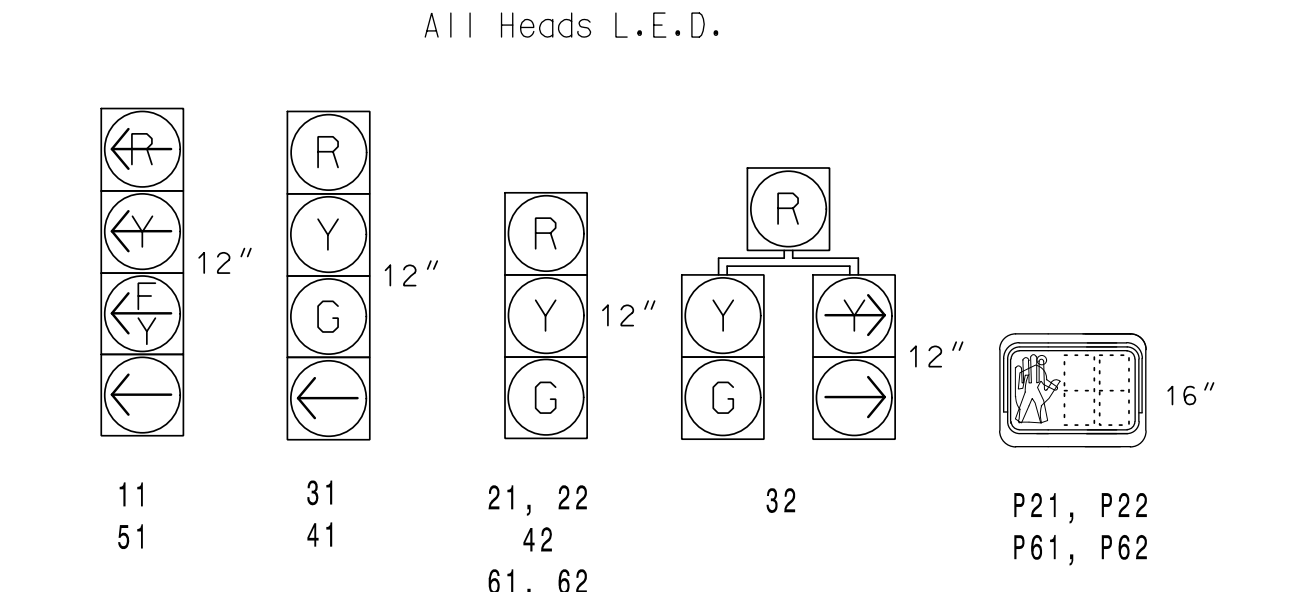 All Heads L.E.D.
R
Y
F
Y
12"
R
Y
G
12"
R
Y
G
12"
R
Y
G
Y
12"
16"
11
51
31
41
21, 22
42
61, 62
32
P21, P22
P61, P62